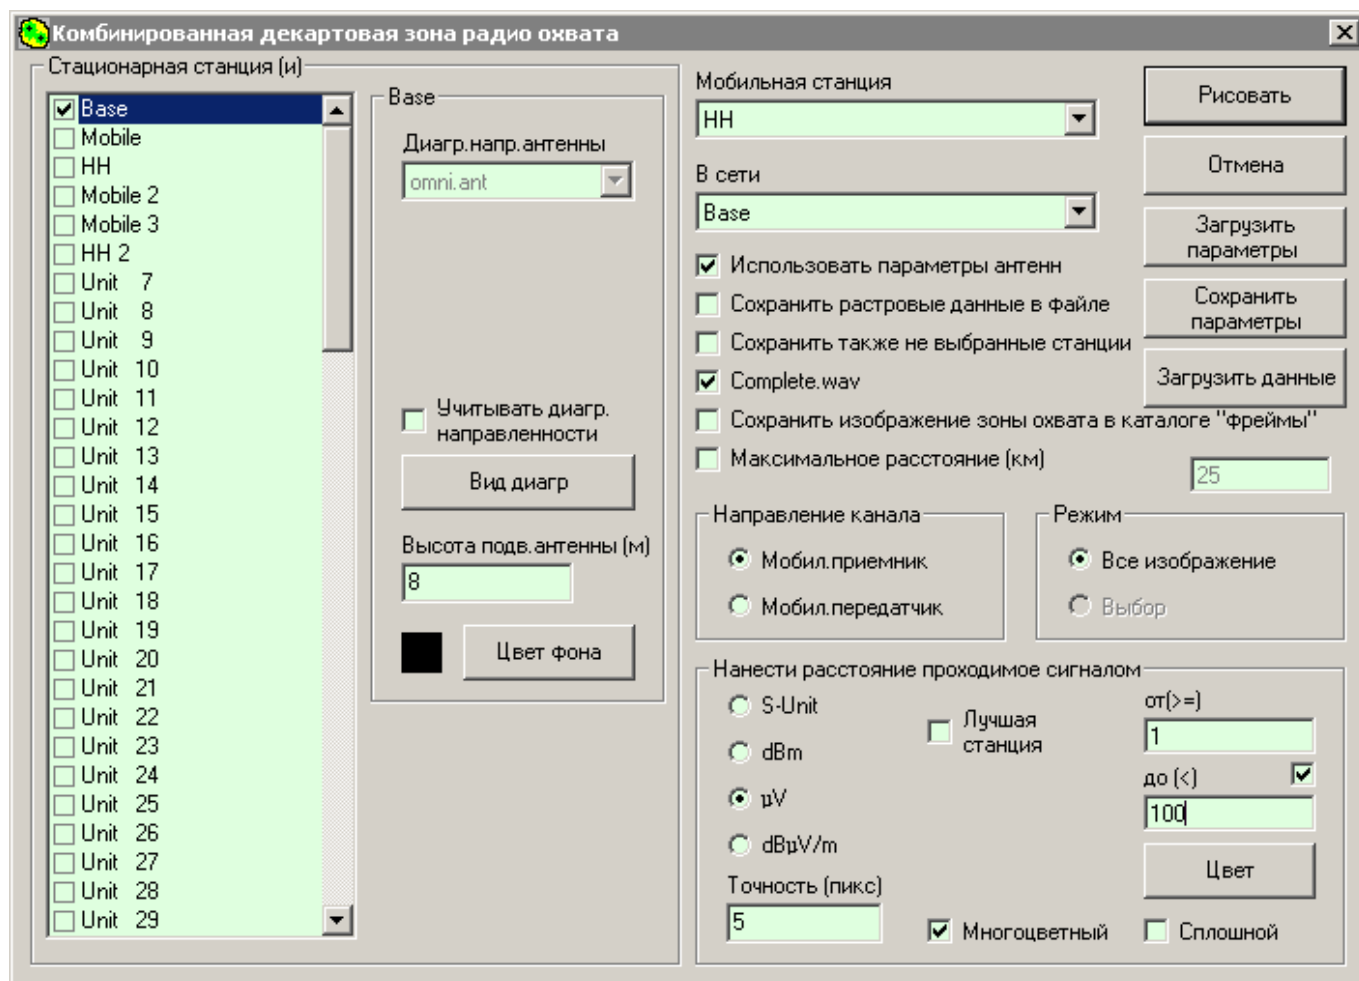 Комбинированная декартовая зона радио охвата
Стационарная станция (и)
Base
Mobile
HH
Mobile 2
Mobile 3
HH 2
Unit 7
Unit 8
Unit 9
Unit 10
Unit 11
Unit 12
Unit 13
Unit 14
Unit 15
Unit 16
Unit 17
Unit 18
Unit 19
Unit 20
Unit 21
Unit 22
Unit 23
Unit 24
Unit 25
Unit 26
Unit 27
Unit 28
Unit 29
Base
Диагр.напр.антенны
omni.ant
Учитывать диагр.
направленности
Вид диагр
Высота подв.антенны (м)
8
Цвет фона
Мобильная станция
HH
В сети
Base
Использовать параметры антенн
Сохранить растровые данные в файле
Сохранить также не выбранные станции
Complete.wav
Сохранить изображение зоны охвата в каталоге "фреймы"
Максимальное расстояние (км)
25
Рисовать
Отмена
Загрузить
параметры
Сохранить
параметры
Загрузить данные
Направление канала
Мобил.приемник
Мобил.передатчик
Режим
Все изображение
Выбор
Нанести расстояние проходимое сигналом
S-Unit
dBm
µV
dBµV/m
Точность (пикс)
5
Лучшая
станция
Многоцветный
от(>=)
1
до (<)
100
Цвет
Сплошной